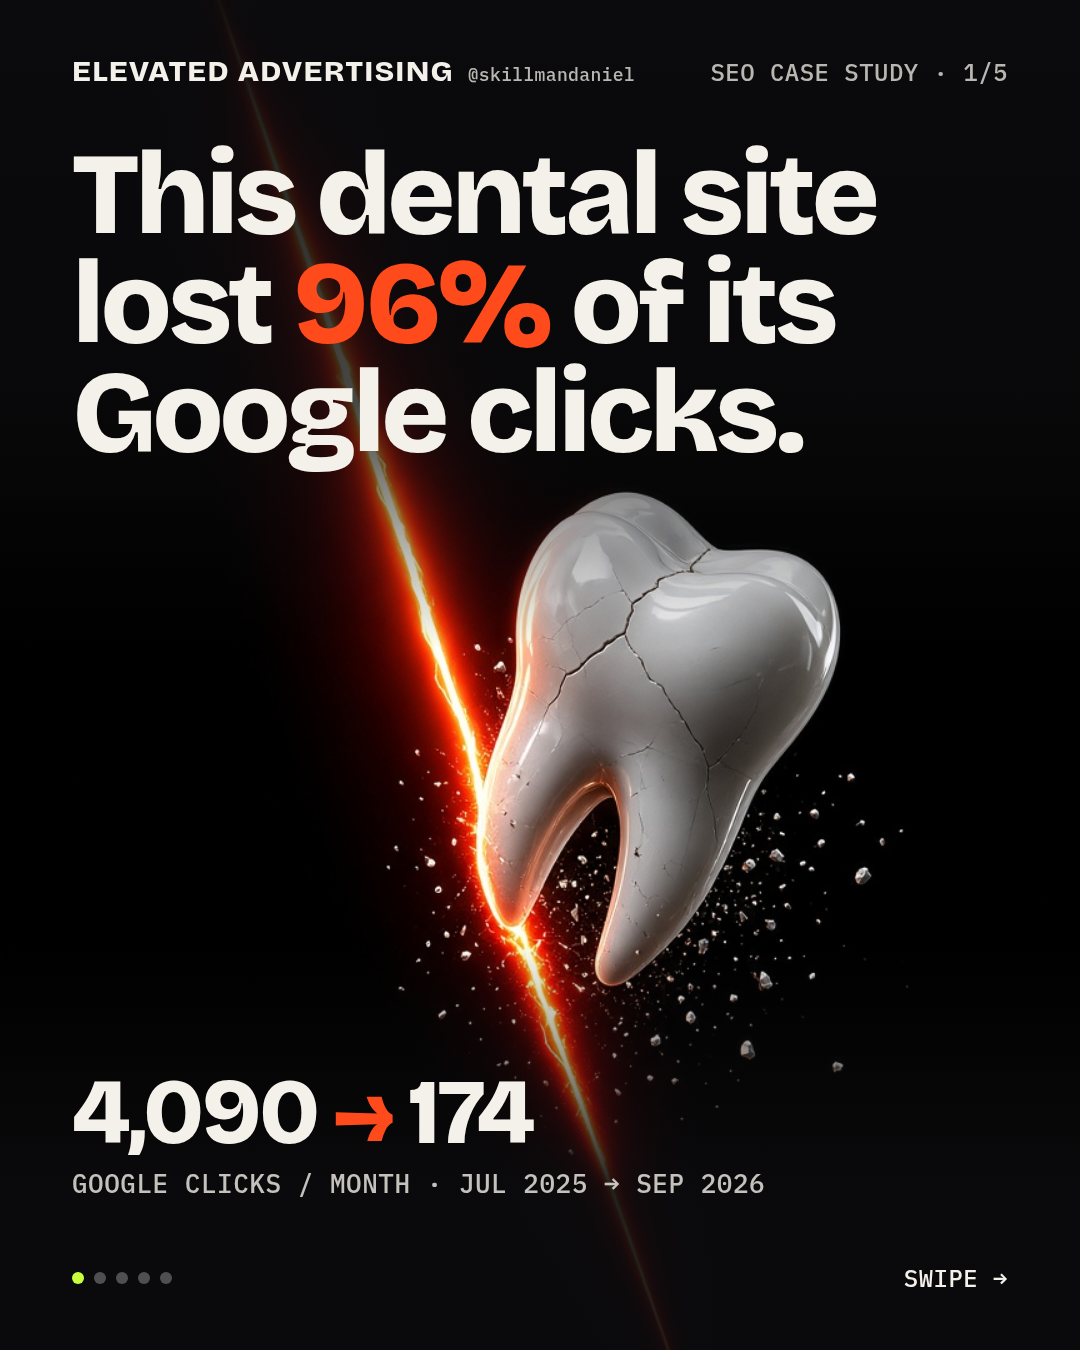 ELEVATED ADVERTISING @skillmandaniel SEO CASE STUDY · 1/5
This dental site
lost 96% of its
Google clicks.
4,090 → 174
GOOGLE CLICKS / MONTH · JUL 2025 → SEP 2026
SWIPE →